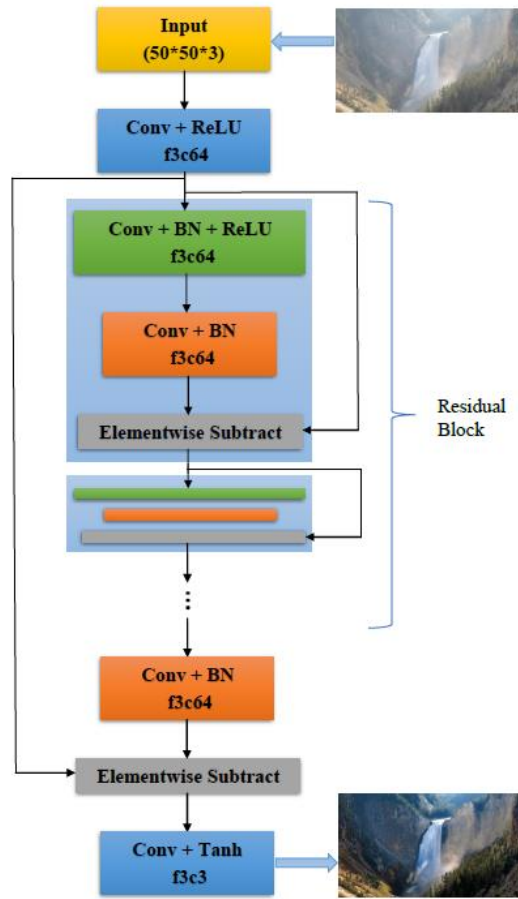 Input
(50*50*3)
Conv + ReLU
f3c64
Conv + BN + ReLU
f3c64
Conv + BN
f3c64
Elementwise Subtract
Residual
Block
Conv + BN
f3c64
Elementwise Subtract
Conv + Tanh
f3c3